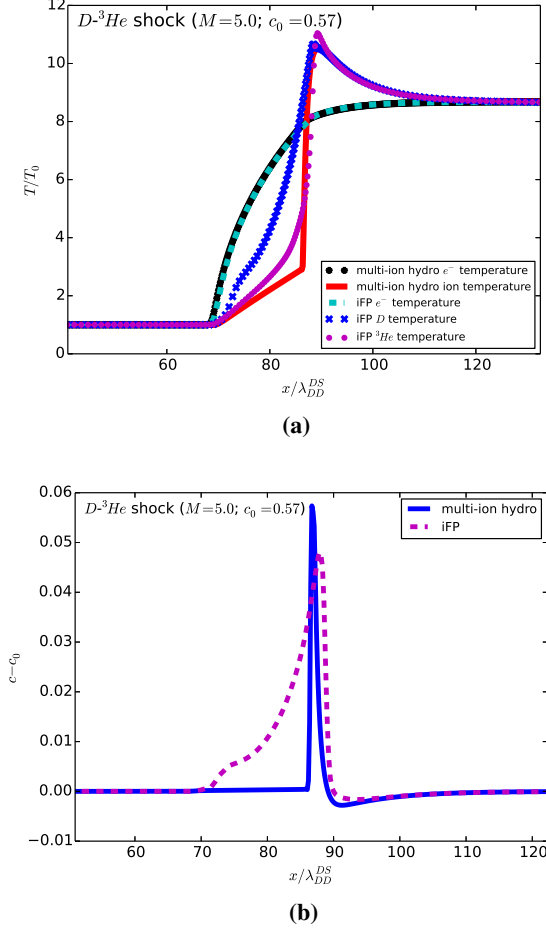 D-³He shock (M=5.0; c₀=0.57)
12
10
8
6
4
2
0
T/T₀
multi-ion hydro e⁻ temperature
multi-ion hydro ion temperature
iFP e⁻ temperature
iFP D temperature
iFP ³He temperature
60 80 100 120
x/λ_DD^DS
(a)
D-³He shock (M=5.0; c₀=0.57)
0.06
0.05
0.04
0.03
0.02
0.01
0.00
−0.01
c−c₀
multi-ion hydro
iFP
60 70 80 90 100 110 120
x/λ_DD^DS
(b)